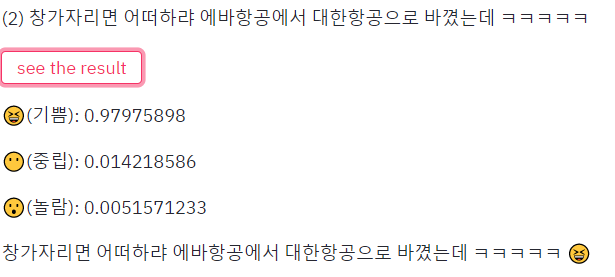 (2) 창가자리면 어떠하랴 에바항공에서 대한항공으로 바꼈는데 ㅋㅋㅋㅋㅋ
see the result
😆(기쁨): 0.97975898
😶(중립): 0.014218586
😮(놀람): 0.0051571233
창가자리면 어떠하랴 에바항공에서 대한항공으로 바꼈는데 ㅋㅋㅋㅋㅋ 😆